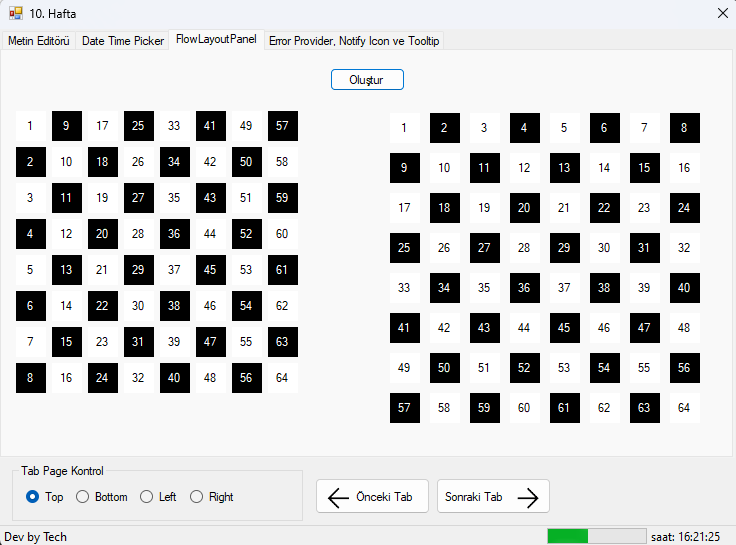 10. Hafta
Metin Editörü Date Time Picker FlowLayoutPanel Error Provider, Notify Icon ve Tooltip
Oluştur
1 9 17 25 33 41 49 57
2 10 18 26 34 42 50 58
3 11 19 27 35 43 51 59
4 12 20 28 36 44 52 60
5 13 21 29 37 45 53 61
6 14 22 30 38 46 54 62
7 15 23 31 39 47 55 63
8 16 24 32 40 48 56 64
1 2 3 4 5 6 7 8
9 10 11 12 13 14 15 16
17 18 19 20 21 22 23 24
25 26 27 28 29 30 31 32
33 34 35 36 37 38 39 40
41 42 43 44 45 46 47 48
49 50 51 52 53 54 55 56
57 58 59 60 61 62 63 64
Tab Page Kontrol
Top Bottom Left Right
Önceki Tab Sonraki Tab
Dev by Tech saat: 16:21:25